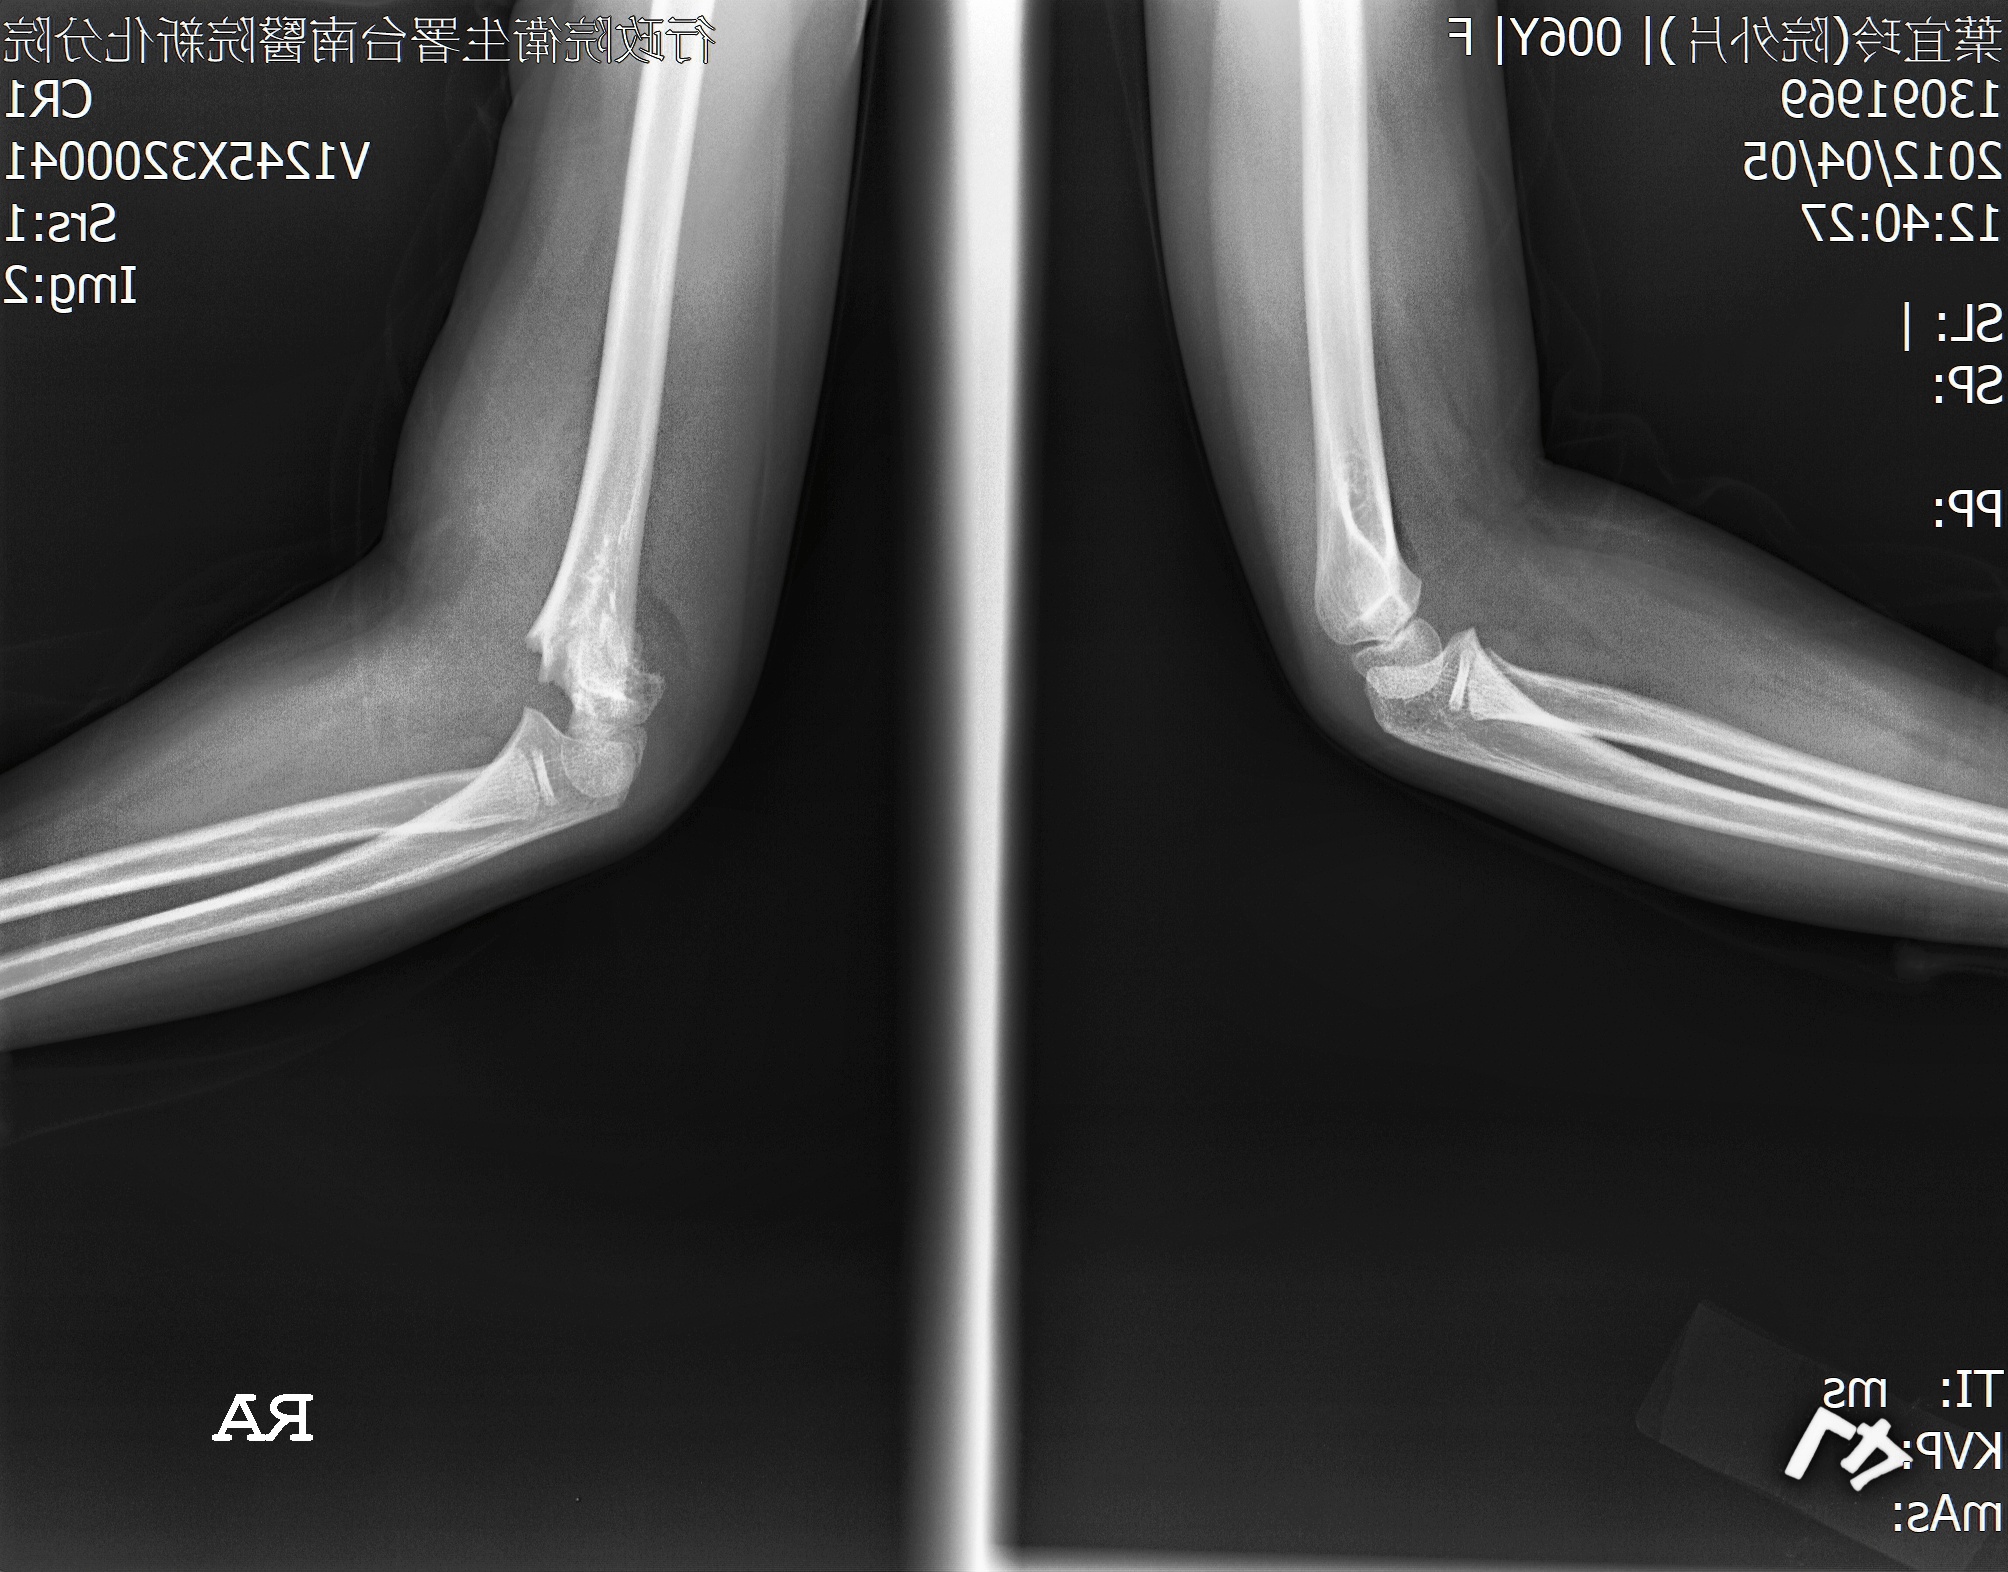 葉宜玲(院外片)| 006Y| F
13091969
2012/04/05
12:40:27
SL: |
SP:
PP:
行政院衛生署台南醫院新化分院
CR1
V1245X3200041
Srs:1
Img:2
TI: ms
KVP:
mAs:
RA